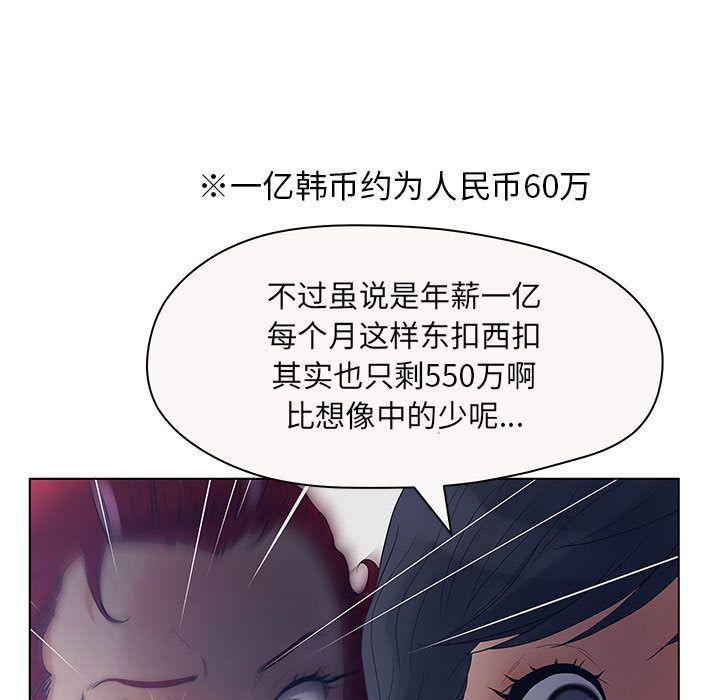 ※一亿韩币约为人民币60万
不过虽说是年薪一亿
每个月这样东扣西扣
其实也只剩550万啊
比想像中的少呢...